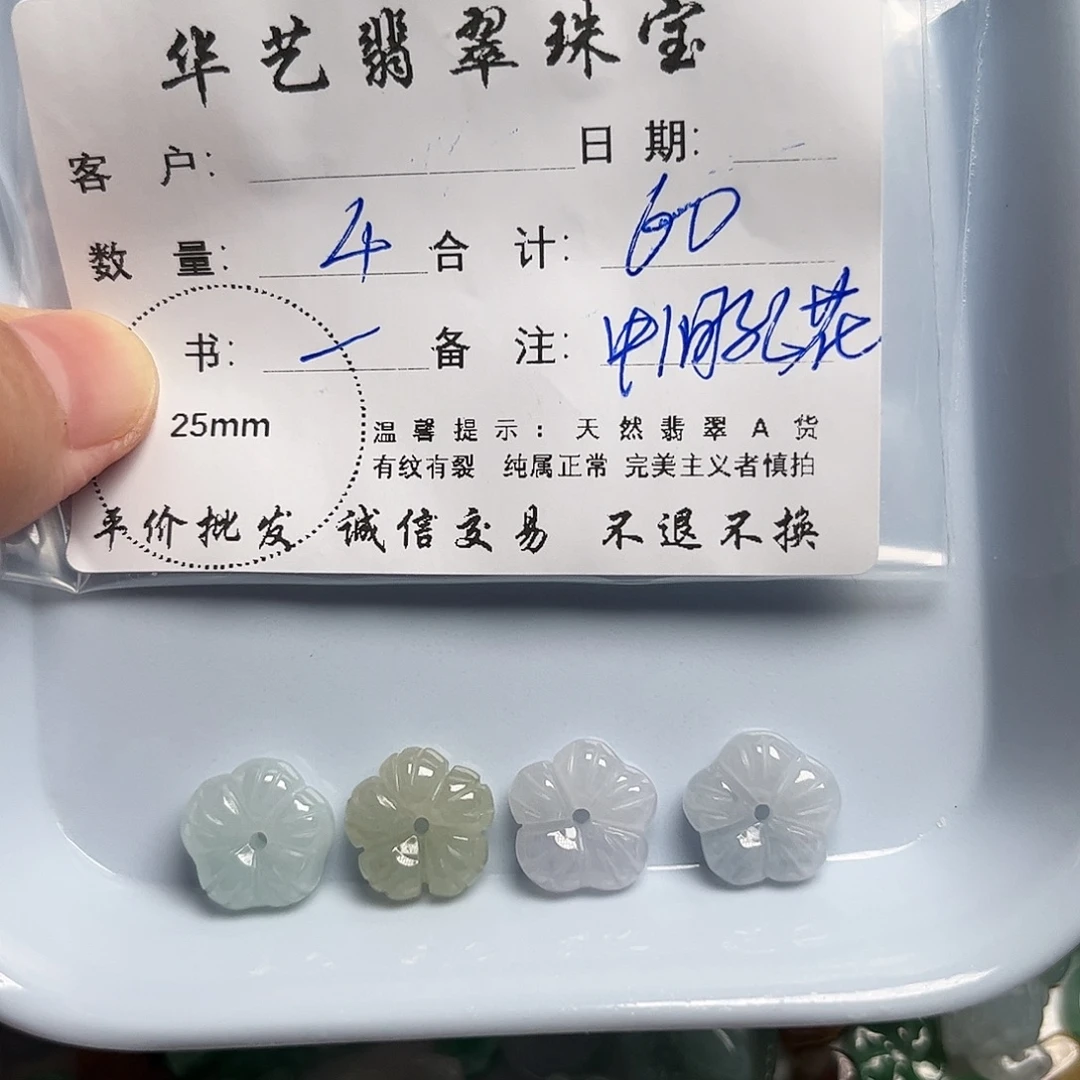 华艺翡翠珠宝
客 户: 日 期:
数 量: 4 合 计: 60
书: 一 备 注: 中间孔花
25mm
温馨提示: 天然翡翠A货
有纹有裂 纯属正常 完美主义者慎拍
平价批发 诚信交易 不退不换